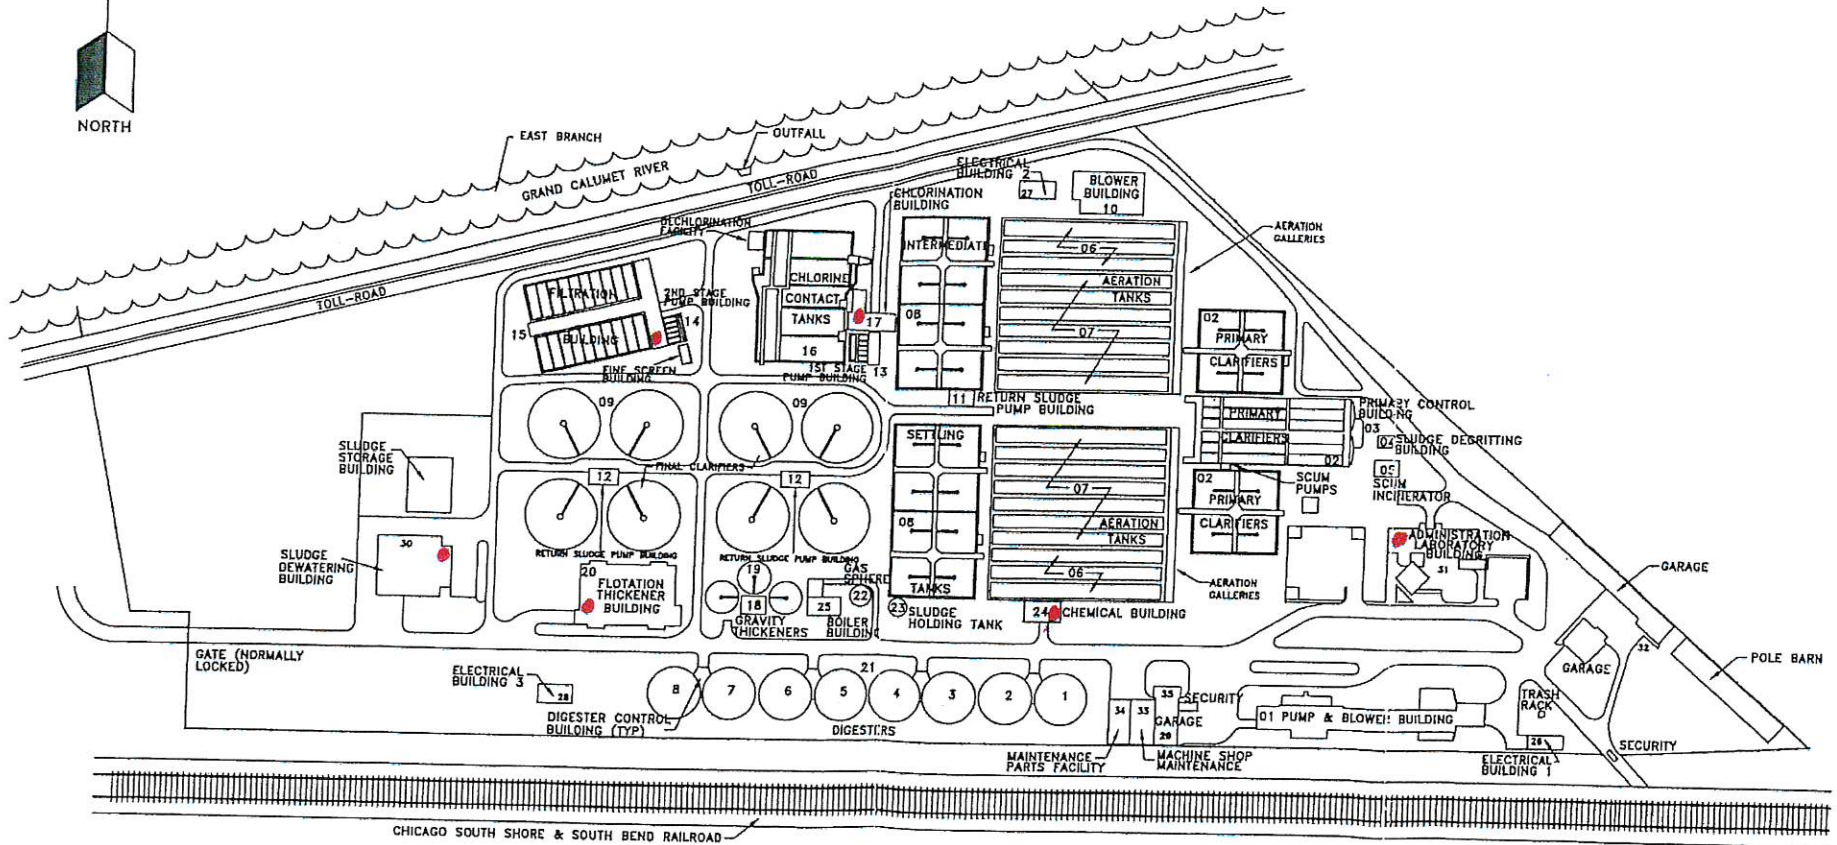 NORTH
EAST BRANCH
OUTFALL
GRAND CALUMET RIVER
TOLL-ROAD
TOLL-ROAD
ELECTRICAL
BUILDING 2
27
BLOWER
BUILDING
10
CHLORINATION
BUILDING
DECHLORINATION
FACILITY
AERATION
GALLERIES
INTERMEDIATE
06
AERATION
TANKS
07
08
CHLORINE
CONTACT
TANKS
16
17
FILTRATION
BUILDING
15
2ND STAGE
PUMP BUILDING
14
FINE SCREEN
BUILDING
1ST STAGE
PUMP BUILDING
13
02
PRIMARY
CLARIFIERS
11
RETURN SLUDGE
PUMP BUILDING
PRIMARY
CLARIFIERS
02
PRIMARY CONTROL
BUILDING
03
04
SLUDGE DEGRITTING
BUILDING
05
SCUM
INCINERATOR
SCUM
PUMPS
02
PRIMARY
CLARIFIERS
09
09
SLUDGE
STORAGE
BUILDING
FINAL CLARIFIERS
12
12
SETTLING
08
TANKS
07
AERATION
TANKS
06
RETURN SLUDGE PUMP BUILDING
RETURN SLUDGE PUMP BUILDING
30
SLUDGE
DEWATERING
BUILDING
20
FLOTATION
THICKENER
BUILDING
19
18
GRAVITY
THICKENERS
GAS
SPHERE
22
25
BOILER
BUILDING
23
SLUDGE
HOLDING TANK
24
CHEMICAL BUILDING
AERATION
GALLERIES
ADMINISTRATION
LABORATORY
BUILDING
31
GARAGE
GATE (NORMALLY
LOCKED)
ELECTRICAL
BUILDING 3
28
DIGESTER CONTROL
BUILDING (TYP)
21
8
7
6
5
4
3
2
1
DIGESTERS
34
33
35
SECURITY
GARAGE
29
MAINTENANCE
PARTS FACILITY
MACHINE SHOP
MAINTENANCE
01 PUMP & BLOWER BUILDING
GARAGE
32
POLE BARN
TRASH
RACK
26
ELECTRICAL
BUILDING 1
SECURITY
CHICAGO SOUTH SHORE & SOUTH BEND RAILROAD